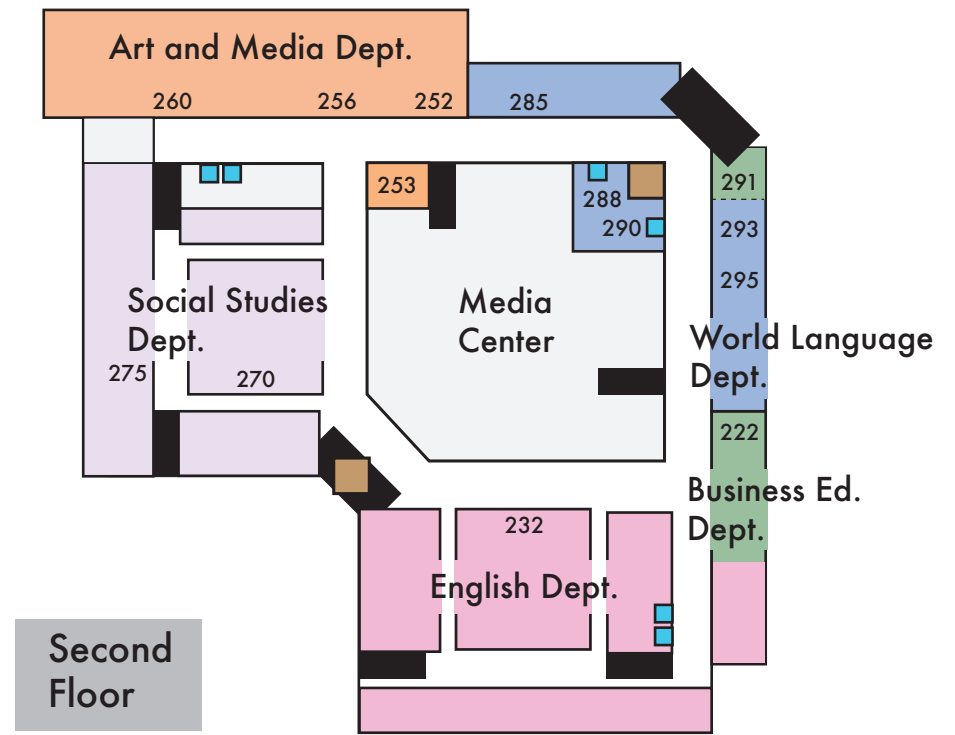 Art and Media Dept.
260
256
252
285
253
288
290
291
293
295
Social Studies
Dept.
275
270
Media
Center
World Language
Dept.
222
Business Ed.
Dept.
232
English Dept.
Second
Floor